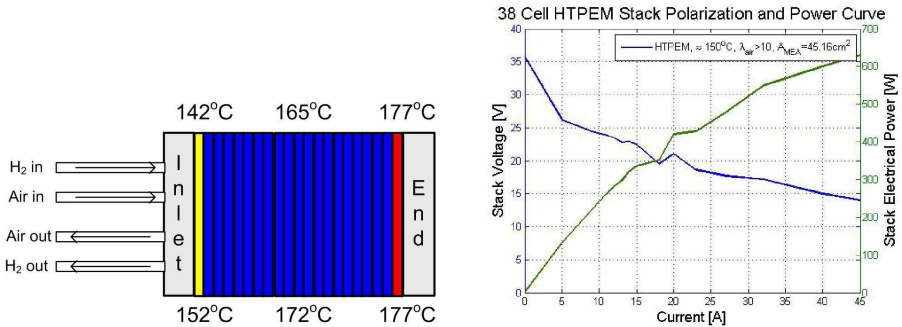 142°C 165°C 177°C
H₂ in
Air in
Air out
H₂ out
Inlet
End
152°C 172°C 177°C
38 Cell HTPEM Stack Polarization and Power Curve
HTPEM, ≈ 150°C, λair>10, AMEA=45.16cm²
Stack Voltage [V]
40
35
30
25
20
15
10
5
0
0 5 10 15 20 25 30 35 40 45
Current [A]
700
600
500
400
300
200
100
0
Stack Electrical Power [W]